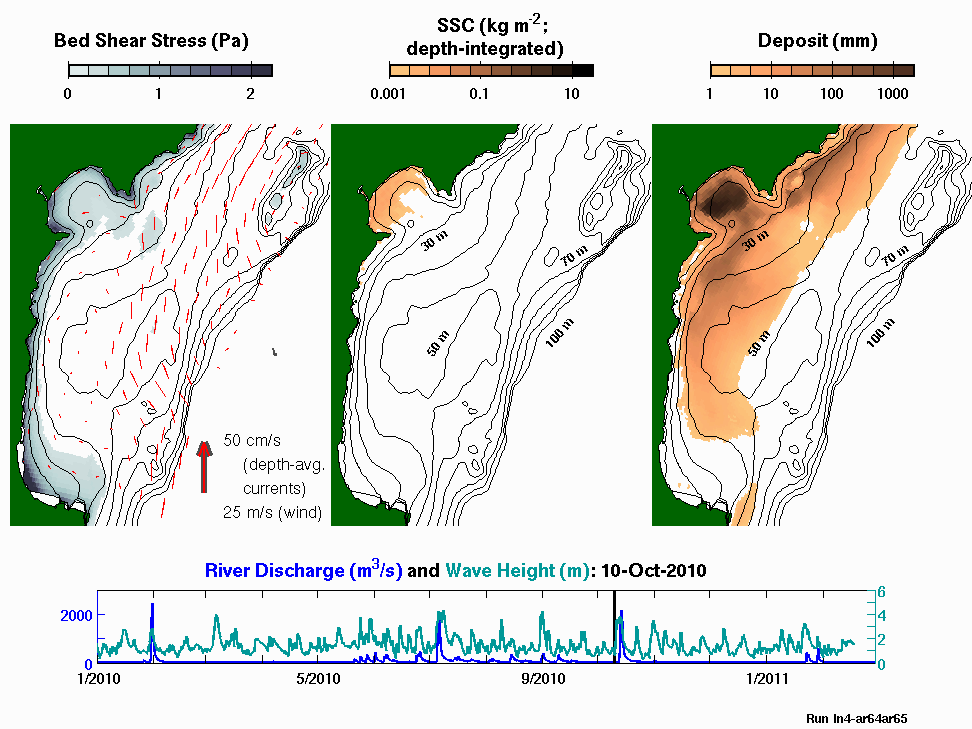 Bed Shear Stress (Pa)
0 1 2
SSC (kg m-2;
depth-integrated)
0.001 0.1 10
Deposit (mm)
1 10 100 1000
30 m
70 m
50 m
100 m
30 m
70 m
50 m
100 m
50 cm/s
(depth-avg.
currents)
25 m/s (wind)
River Discharge (m3/s) and Wave Height (m): 10-Oct-2010
2000
0
6
4
2
0
1/2010 5/2010 9/2010 1/2011
Run ln4-ar64ar65